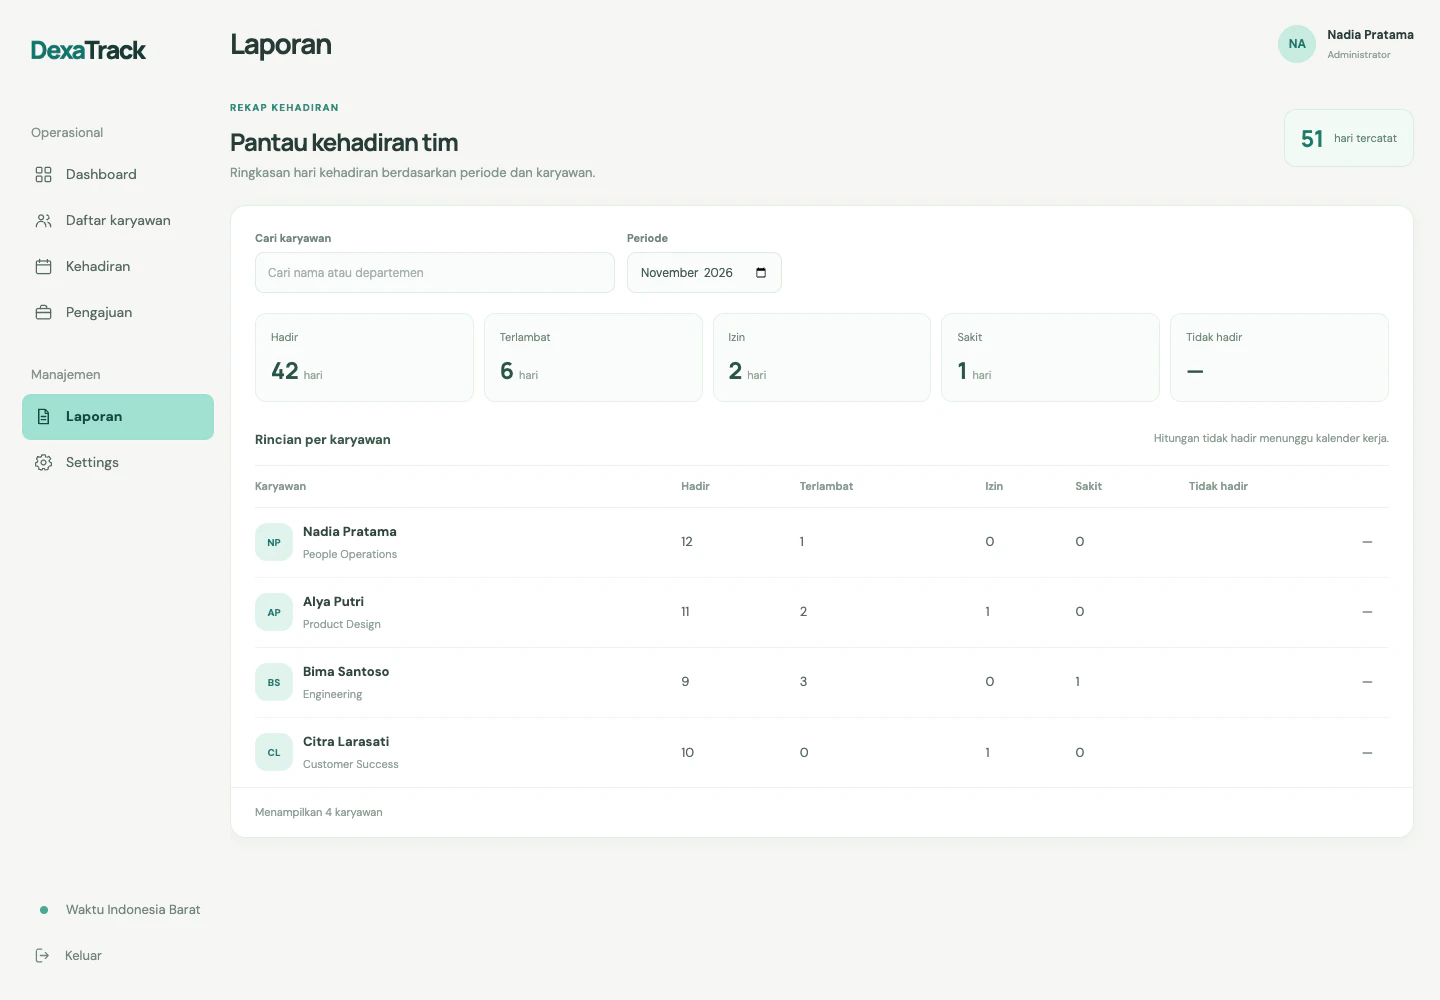 DexaTrack
Operasional
Dashboard
Daftar karyawan
Kehadiran
Pengajuan
Manajemen
Laporan
Settings
Waktu Indonesia Barat
Keluar
Laporan
NA
Nadia Pratama
Administrator
REKAP KEHADIRAN
Pantau kehadiran tim
Ringkasan hari kehadiran berdasarkan periode dan karyawan.
51 hari tercatat
Cari karyawan
Cari nama atau departemen
Periode
November 2026
Hadir
42 hari
Terlambat
6 hari
Izin
2 hari
Sakit
1 hari
Tidak hadir
—
Rincian per karyawan
Hitungan tidak hadir menunggu kalender kerja.
Karyawan Hadir Terlambat Izin Sakit Tidak hadir
NP Nadia Pratama 12 1 0 0 —
People Operations
AP Alya Putri 11 2 1 0 —
Product Design
BS Bima Santoso 9 3 0 1 —
Engineering
CL Citra Larasati 10 0 1 0 —
Customer Success
Menampilkan 4 karyawan